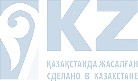 KZ
ҚАЗАҚСТАНДА ЖАСАЛҒАН
СДЕЛАНО В КАЗАХСТАНЕ